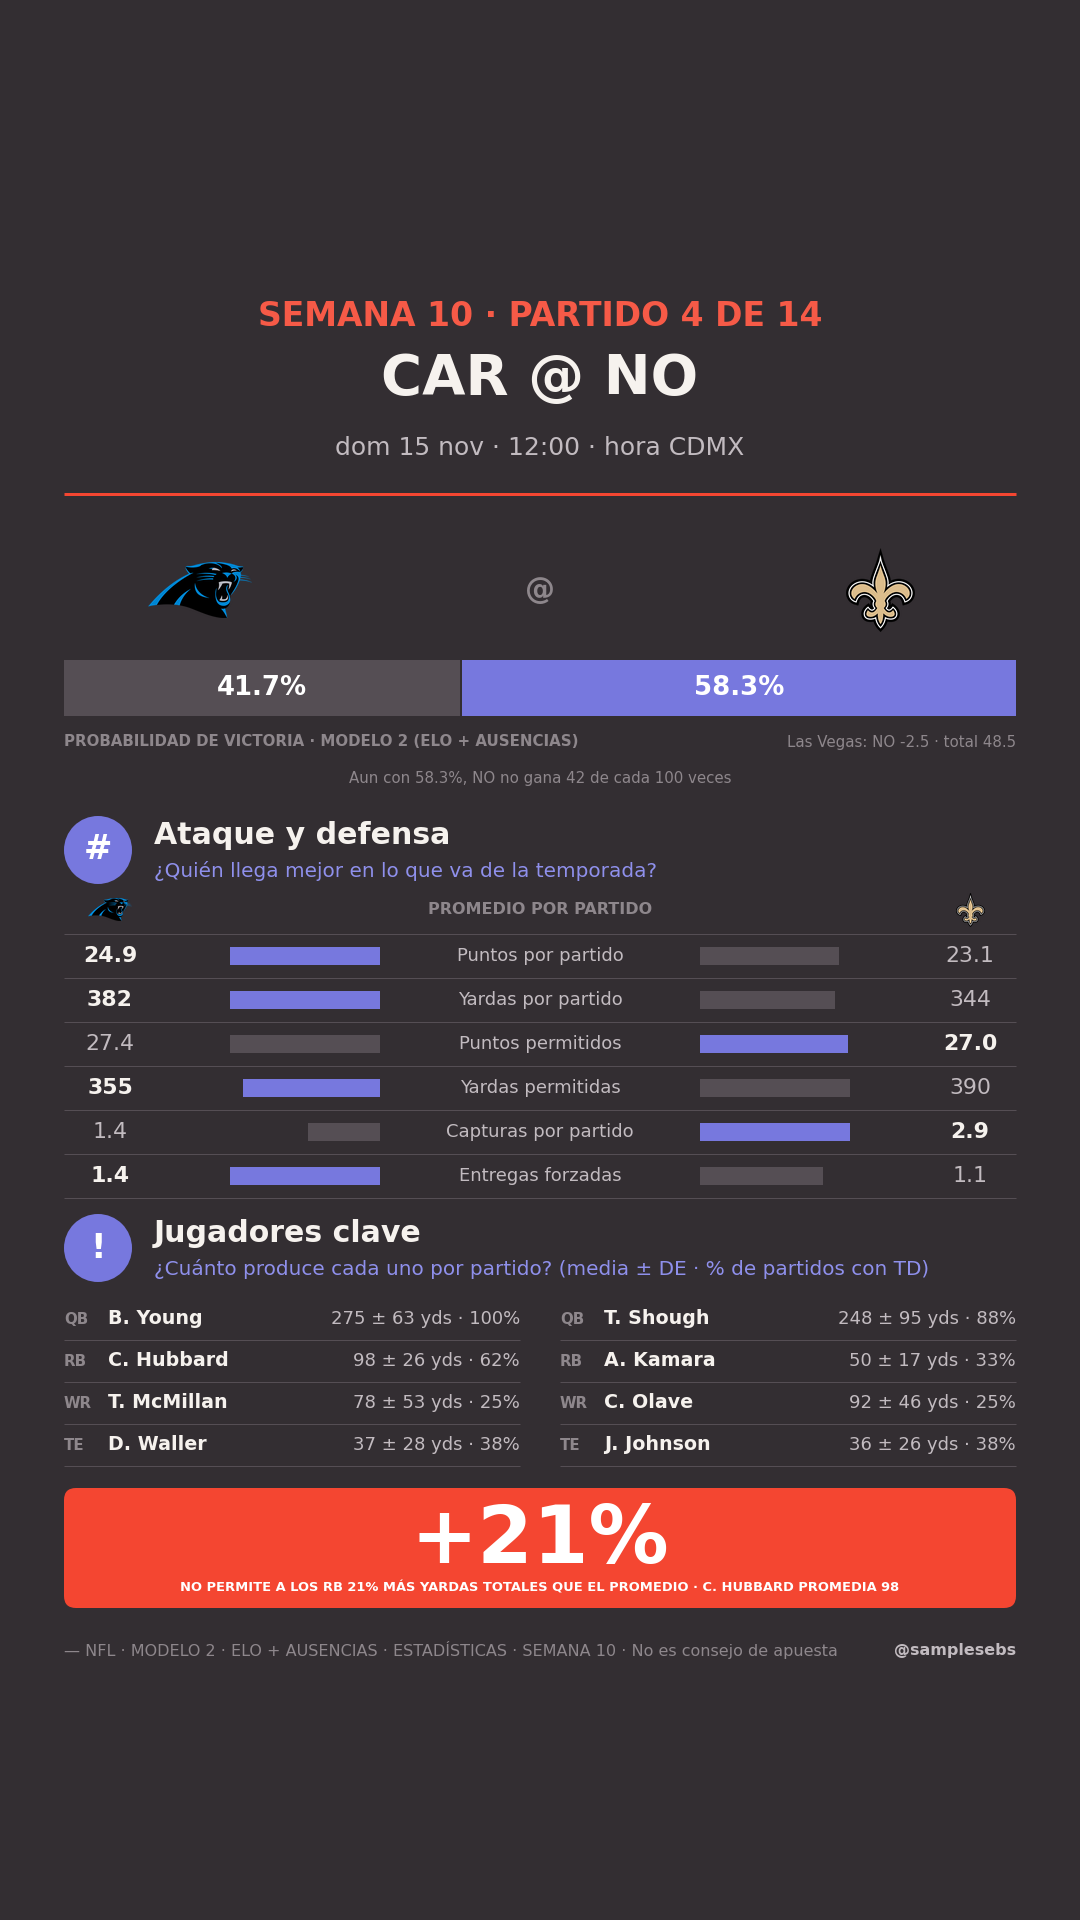 SEMANA 10 · PARTIDO 4 DE 14
CAR @ NO
dom 15 nov · 12:00 · hora CDMX
@
41.7% 58.3%
PROBABILIDAD DE VICTORIA · MODELO 2 (ELO + AUSENCIAS) Las Vegas: NO -2.5 · total 48.5
Aun con 58.3%, NO no gana 42 de cada 100 veces
# Ataque y defensa
¿Quién llega mejor en lo que va de la temporada?
PROMEDIO POR PARTIDO
24.9 Puntos por partido 23.1
382 Yardas por partido 344
27.4 Puntos permitidos 27.0
355 Yardas permitidas 390
1.4 Capturas por partido 2.9
1.4 Entregas forzadas 1.1
! Jugadores clave
¿Cuánto produce cada uno por partido? (media ± DE · % de partidos con TD)
QB B. Young 275 ± 63 yds · 100% QB T. Shough 248 ± 95 yds · 88%
RB C. Hubbard 98 ± 26 yds · 62% RB A. Kamara 50 ± 17 yds · 33%
WR T. McMillan 78 ± 53 yds · 25% WR C. Olave 92 ± 46 yds · 25%
TE D. Waller 37 ± 28 yds · 38% TE J. Johnson 36 ± 26 yds · 38%
+21%
NO PERMITE A LOS RB 21% MÁS YARDAS TOTALES QUE EL PROMEDIO · C. HUBBARD PROMEDIA 98
— NFL · MODELO 2 · ELO + AUSENCIAS · ESTADÍSTICAS · SEMANA 10 · No es consejo de apuesta @samplesebs